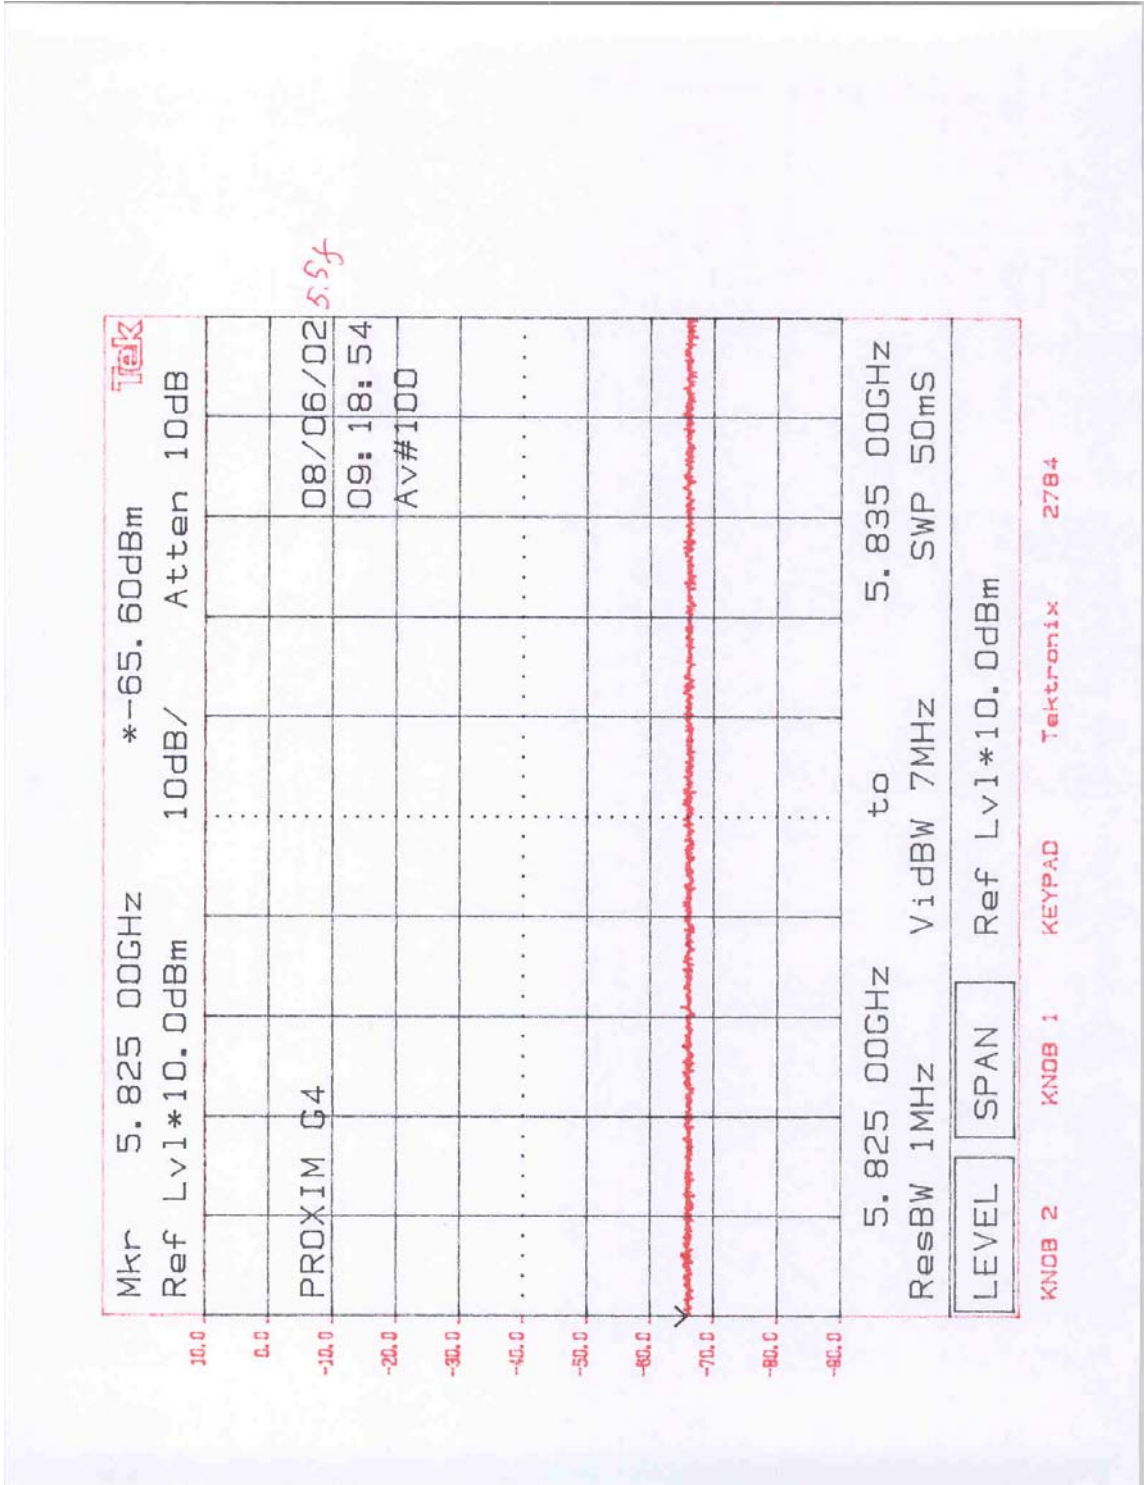 Mkr 5.825 00GHz *-65.60dBm Tek
Ref Lvl*10.0dBm 10dB/ Atten 10dB
10.0
0.0
PROXIM G4 08/06/02
-10.0
09:18:54
-20.0
Av#100
-30.0
-40.0
-50.0
-60.0
-70.0
-80.0
-90.0
5.825 00GHz to 5.835 00GHz
ResBW 1MHz VidBW 7MHz SWP 50mS
LEVEL SPAN Ref Lvl*10.0dBm
KNOB 2 KNOB 1 KEYPAD Tektronix 2784